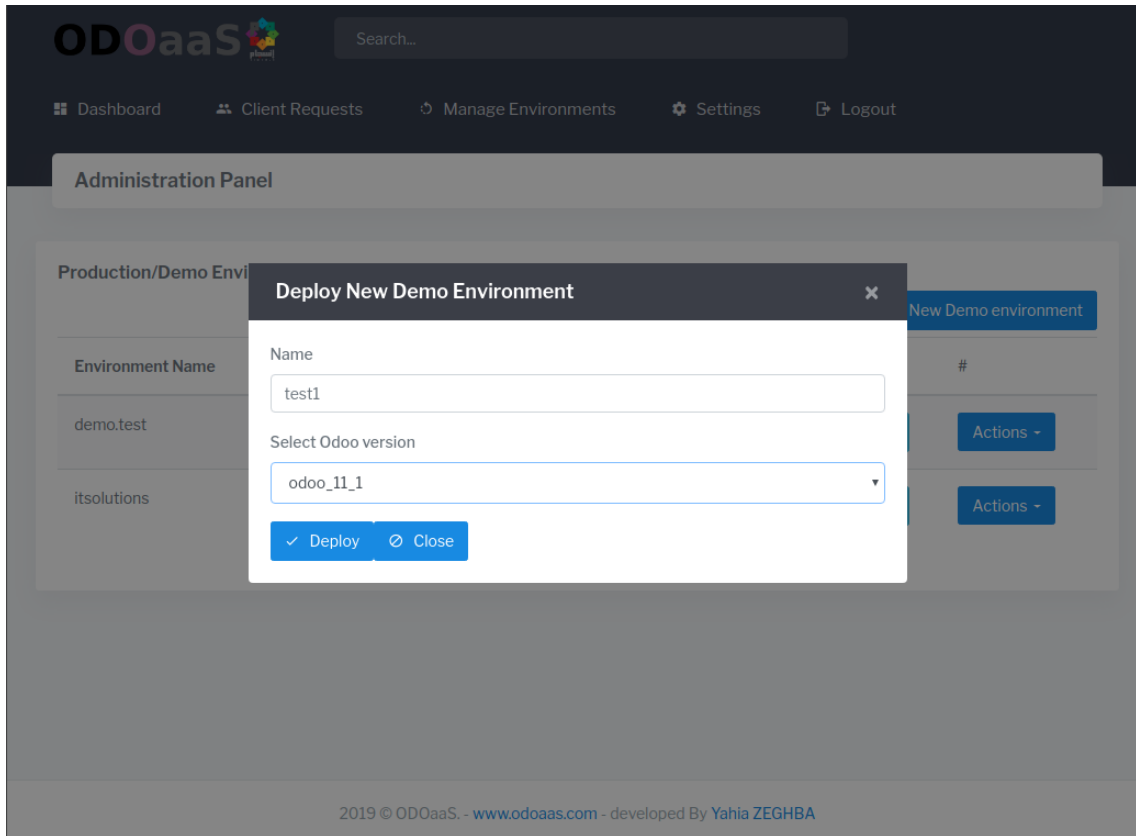 ODOaaS
Search...
Dashboard Client Requests Manage Environments Settings Logout
Administration Panel
Production/Demo Envi
New Demo environment
Deploy New Demo Environment ×
Environment Name #
Name
test1
demo.test Actions
Select Odoo version
odoo_11_1
itsolutions Actions
Deploy Close
2019 © ODOaaS. - www.odoaas.com - developed By Yahia ZEGHBA